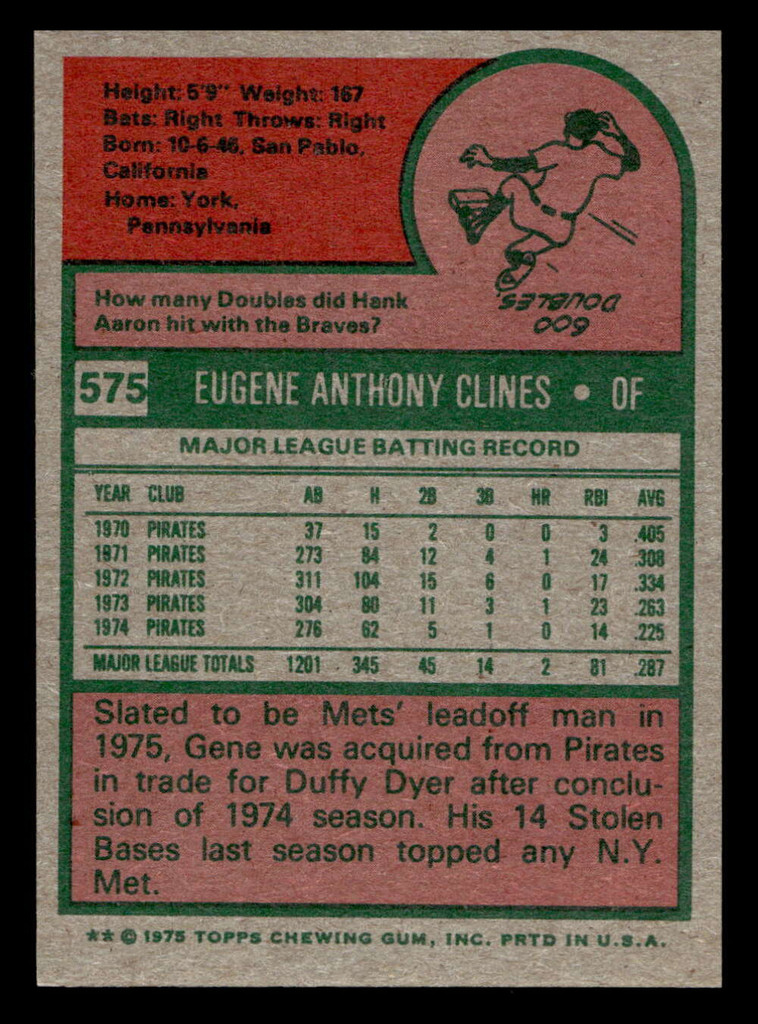 Height: 5'9" Weight: 167
Bats: Right Throws: Right
Born: 10-6-46, San Pablo,
California
Home: York,
Pennsylvania
How many Doubles did Hank
Aaron hit with the Braves?
600
DOUBLES.
575 EUGENE ANTHONY CLINES • OF
MAJOR LEAGUE BATTING RECORD
YEAR CLUB AB H 2B 3B HR RBI AVG
1970 PIRATES 37 15 2 0 0 3 .405
1971 PIRATES 273 84 12 4 1 24 .308
1972 PIRATES 311 104 15 6 0 17 .334
1973 PIRATES 304 80 11 3 1 23 .263
1974 PIRATES 276 62 5 1 0 14 .225
MAJOR LEAGUE TOTALS 1201 345 45 14 2 81 .287
Slated to be Mets' leadoff man in
1975, Gene was acquired from Pirates
in trade for Duffy Dyer after conclu-
sion of 1974 season. His 14 Stolen
Bases last season topped any N.Y.
Met.
** © 1975 TOPPS CHEWING GUM, INC. PRTD IN U.S.A.